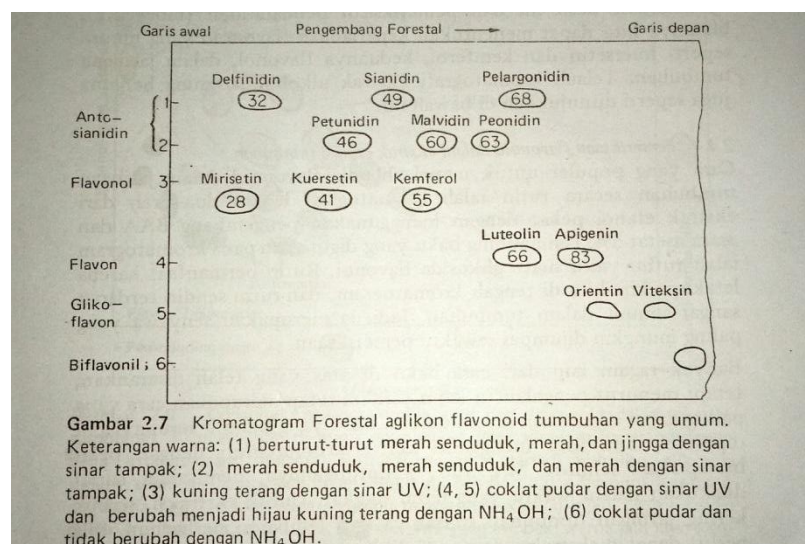 Garis awal Pengembang Forestal → Garis depan
Delfinidin Sianidin Pelargonidin
1 32 49 68
Anto-
sianidin
Petunidin Malvidin Peonidin
2 46 60 63
Flavonol 3 Mirisetin Kuersetin Kemferol
28 41 55
Luteolin Apigenin
Flavon 4 66 83
Gliko-
flavon 5
Orientin Viteksin
Biflavonil ; 6
Gambar 2.7 Kromatogram Forestal aglikon flavonoid tumbuhan yang umum.
Keterangan warna: (1) berturut-turut merah senduduk, merah, dan jingga dengan
sinar tampak; (2) merah senduduk, merah senduduk, dan merah dengan sinar
tampak; (3) kuning terang dengan sinar UV; (4, 5) coklat pudar dengan sinar UV
dan berubah menjadi hijau kuning terang dengan NH₄OH; (6) coklat pudar dan
tidak berubah dengan NH₄OH.